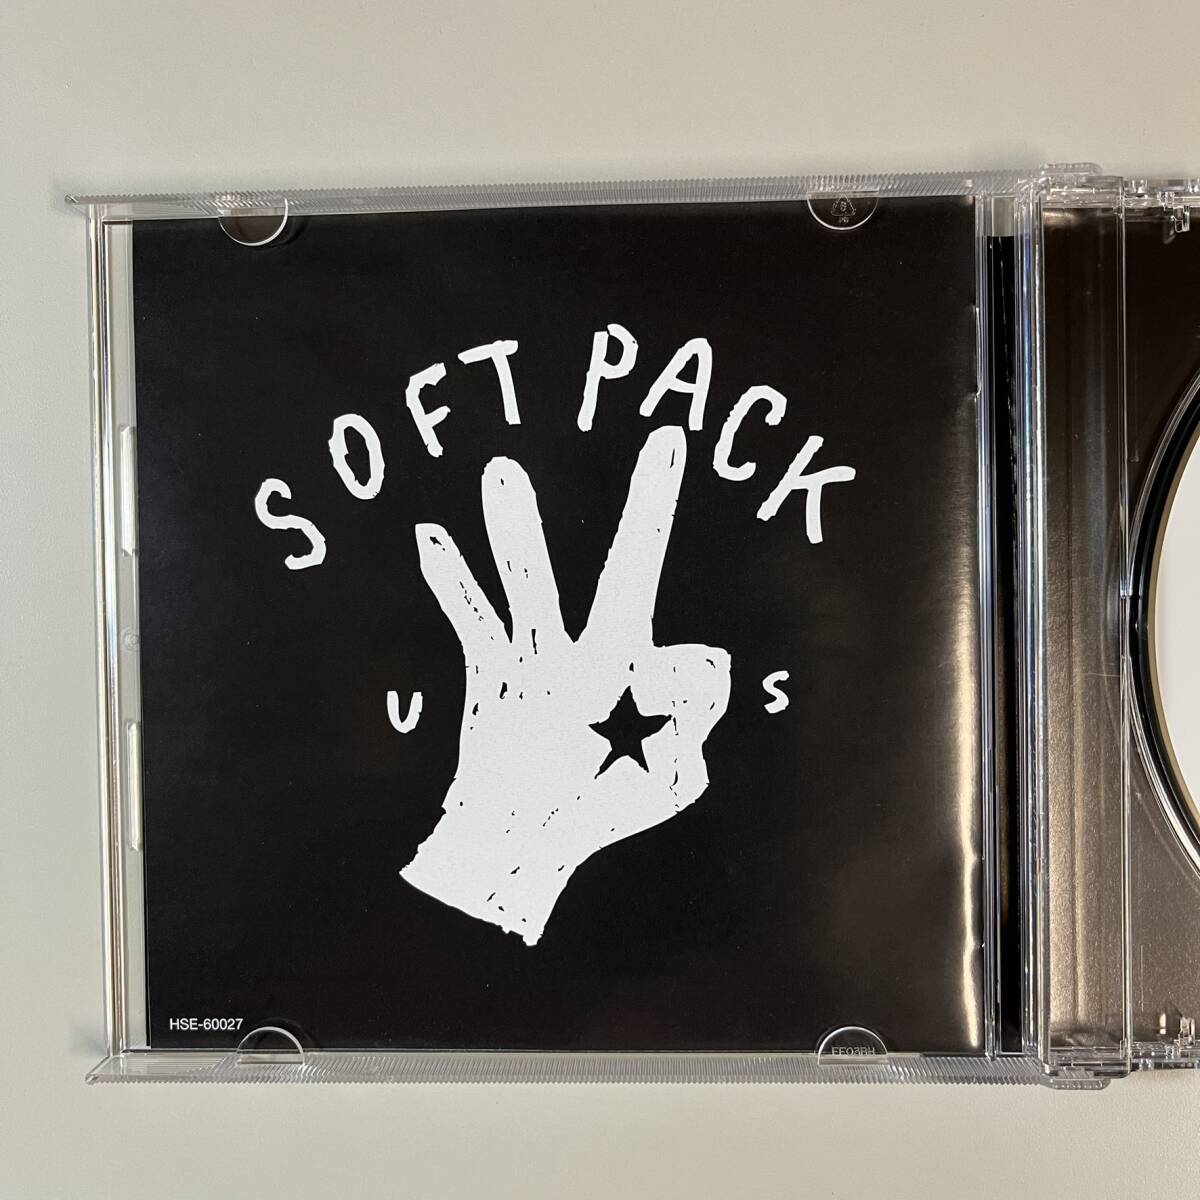 SOFT PACK
U S
HSE-60027